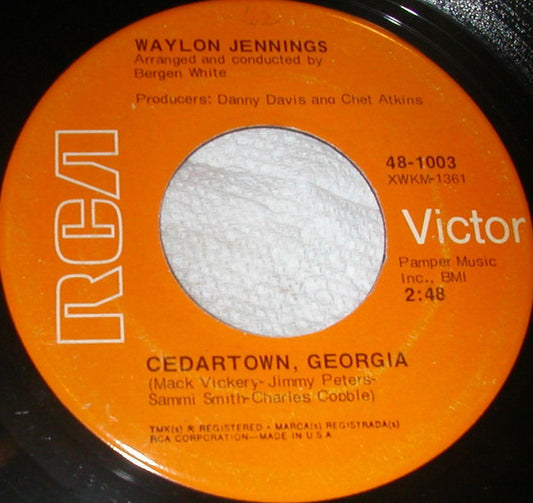 62
WAYLON JENNINGS
Arranged and conducted by
Bergen White
Producers: Danny Davis and Chet Atkins
RCA
48-1003
XWKM-1361
Victor
Pamper Music
Inc., BMI
2:48
CEDARTOWN, GEORGIA
(Mack Vickery-Jimmy Peters-
Sammi Smith-Charles Cobble)
TMK(s) ® REGISTERED • MARCA(s) REGISTRADA(s)
RCA CORPORATION—MADE IN U.S.A